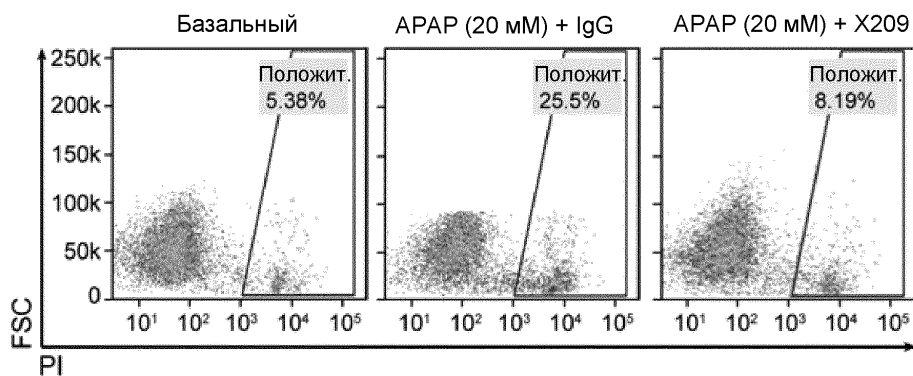 Базальный
APAP (20 мМ) + IgG
APAP (20 мМ) + X209
250k
200k
150k
100k
50k
0
Положит.
5.38%
Положит.
25.5%
Положит.
8.19%
10¹ 10² 10³ 10⁴ 10⁵
10¹ 10² 10³ 10⁴ 10⁵
10¹ 10² 10³ 10⁴ 10⁵
FSC
PI